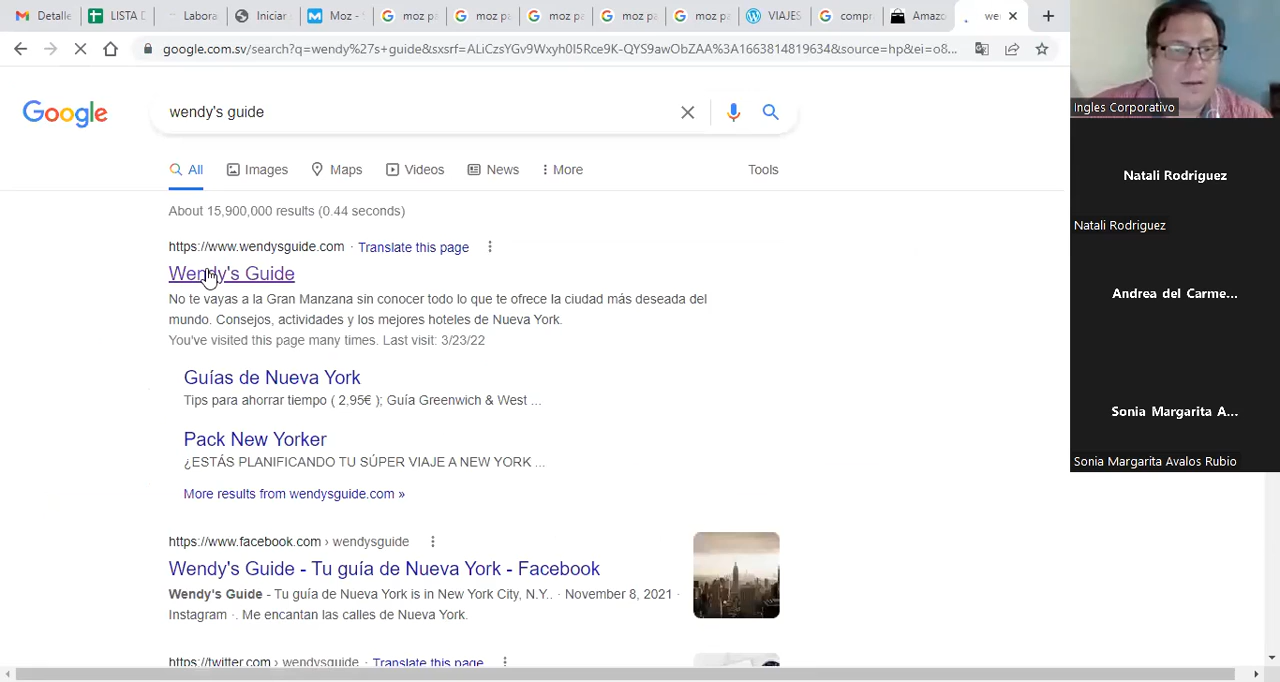 Detalle
LISTA D
Labora
Iniciar
Moz -
moz pa
moz pa
moz pa
moz pa
moz pa
VIAJES
compr
Amazo
we
google.com.sv/search?q=wendy%27s+guide&sxsrf=ALiCzsYGv9Wxyh0I5Rce9K-QYS9awObZAA%3A1663814819634&source=hp&ei=o8...
Google
wendy's guide
All Images Maps Videos News More Tools
About 15,900,000 results (0.44 seconds)
https://www.wendysguide.com · Translate this page
Wendy's Guide
No te vayas a la Gran Manzana sin conocer todo lo que te ofrece la ciudad más deseada del
mundo. Consejos, actividades y los mejores hoteles de Nueva York.
You've visited this page many times. Last visit: 3/23/22
Guías de Nueva York
Tips para ahorrar tiempo ( 2,95€ ); Guía Greenwich & West ...
Pack New Yorker
¿ESTÁS PLANIFICANDO TU SÚPER VIAJE A NEW YORK ...
More results from wendysguide.com »
https://www.facebook.com › wendysguide
Wendy's Guide - Tu guía de Nueva York - Facebook
Wendy's Guide - Tu guía de Nueva York is in New York City, N.Y.. · November 8, 2021 ·
Instagram ·. Me encantan las calles de Nueva York.
https://twitter.com › wendysguide Translate this page
Ingles Corporativo
Natali Rodriguez
Natali Rodriguez
Andrea del Carme...
Sonia Margarita A...
Sonia Margarita Avalos Rubio